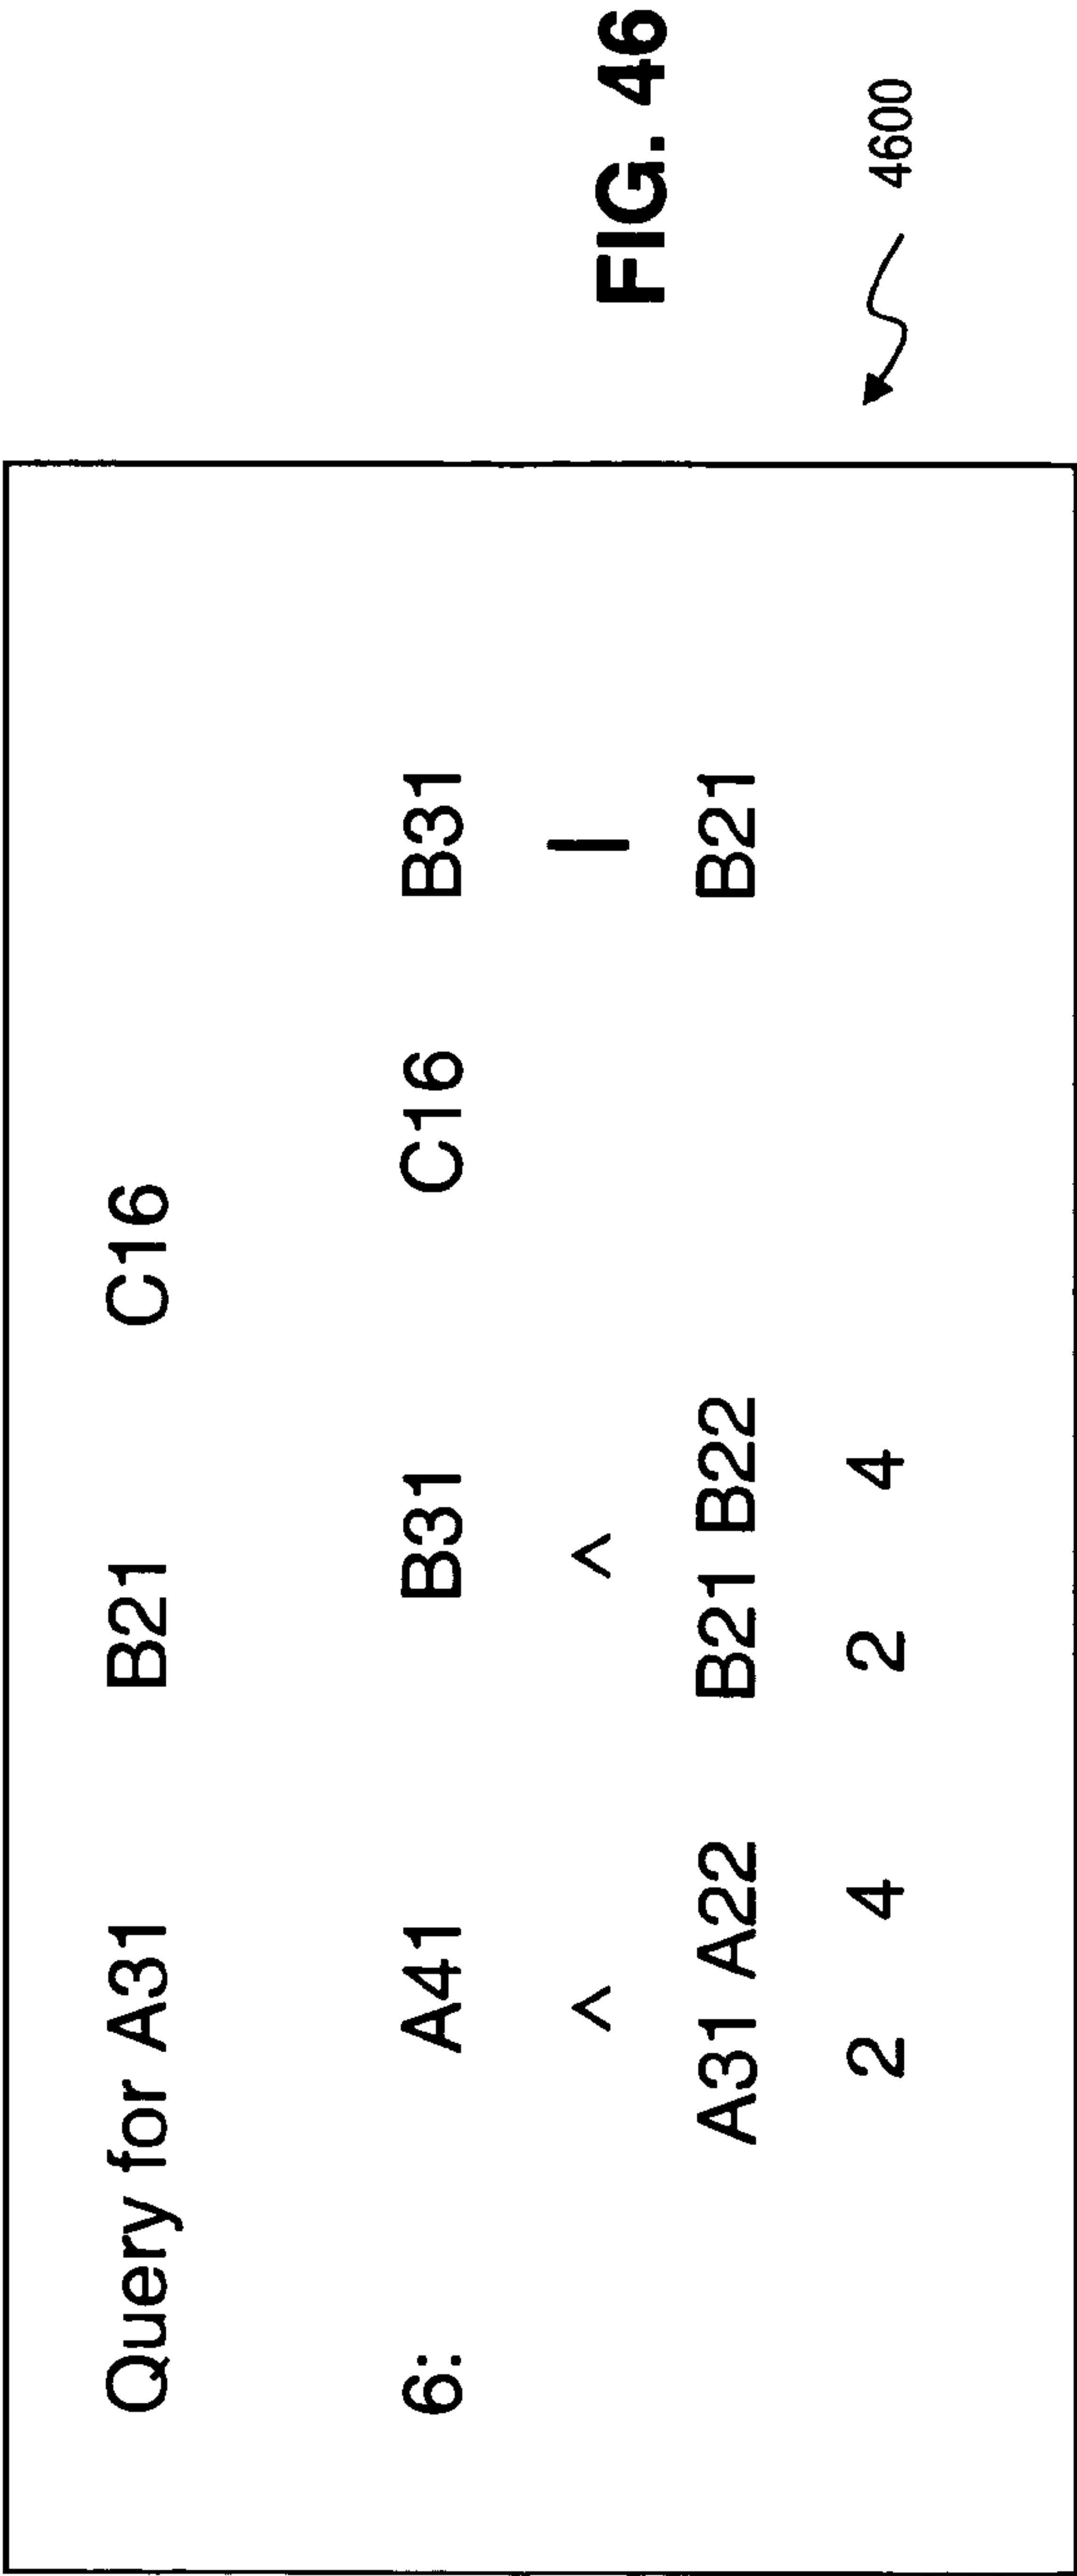 Query for A31 B21 C16
6: A41 B31 C16 B31
^ ^ |
A31 A22 B21 B22 B21
2 4 2 4
FIG. 46
4600